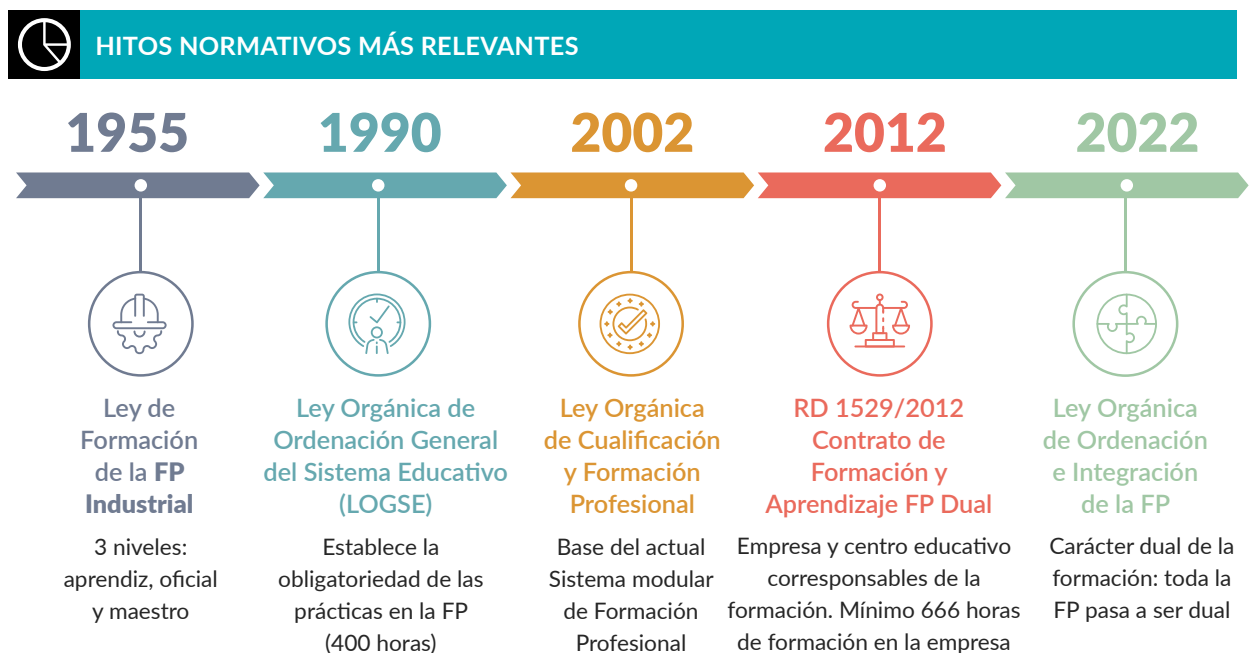 HITOS NORMATIVOS MÁS RELEVANTES
1955
1990
2002
2012
2022
Ley de
Formación
de la FP
Industrial
3 niveles:
aprendiz, oficial
y maestro
Ley Orgánica de
Ordenación General
del Sistema Educativo
(LOGSE)
Establece la
obligatoriedad de las
prácticas en la FP
(400 horas)
Ley Orgánica
de Cualificación
y Formación
Profesional
Base del actual
Sistema modular
de Formación
Profesional
RD 1529/2012
Contrato de
Formación y
Aprendizaje FP Dual
Empresa y centro educativo
corresponsables de la
formación. Mínimo 666 horas
de formación en la empresa
Ley Orgánica
de Ordenación
e Integración
de la FP
Carácter dual de la
formación: toda la
FP pasa a ser dual